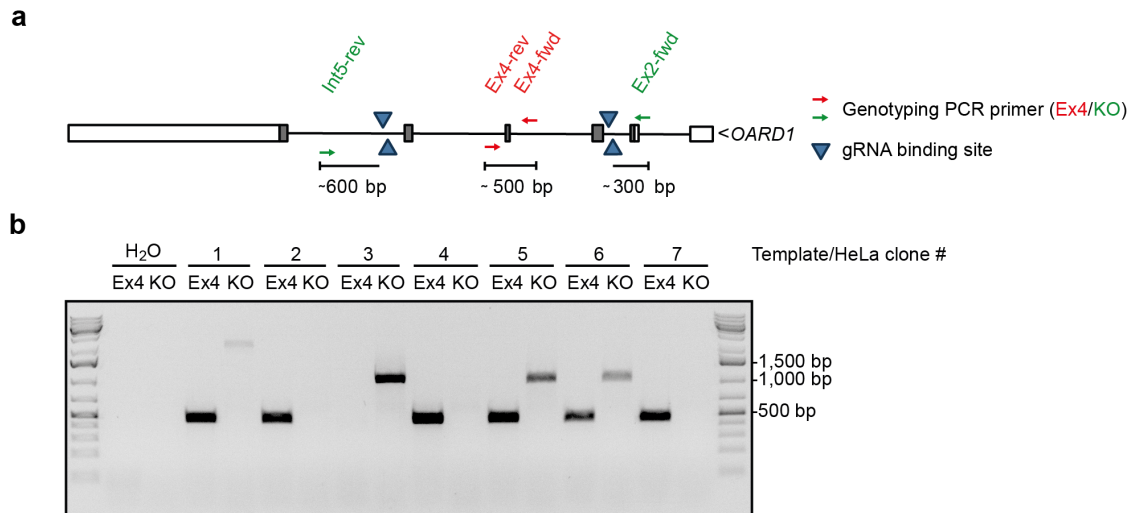 a
Int5-rev
Ex4-rev
Ex4-fwd
Ex2-fwd
<OARD1
~600 bp
~500 bp
~300 bp
Genotyping PCR primer (Ex4/KO)
gRNA binding site
b
H₂O 1 2 3 4 5 6 7 Template/HeLa clone #
Ex4 KO Ex4 KO Ex4 KO Ex4 KO Ex4 KO Ex4 KO Ex4 KO Ex4 KO
-1,500 bp
-1,000 bp
-500 bp